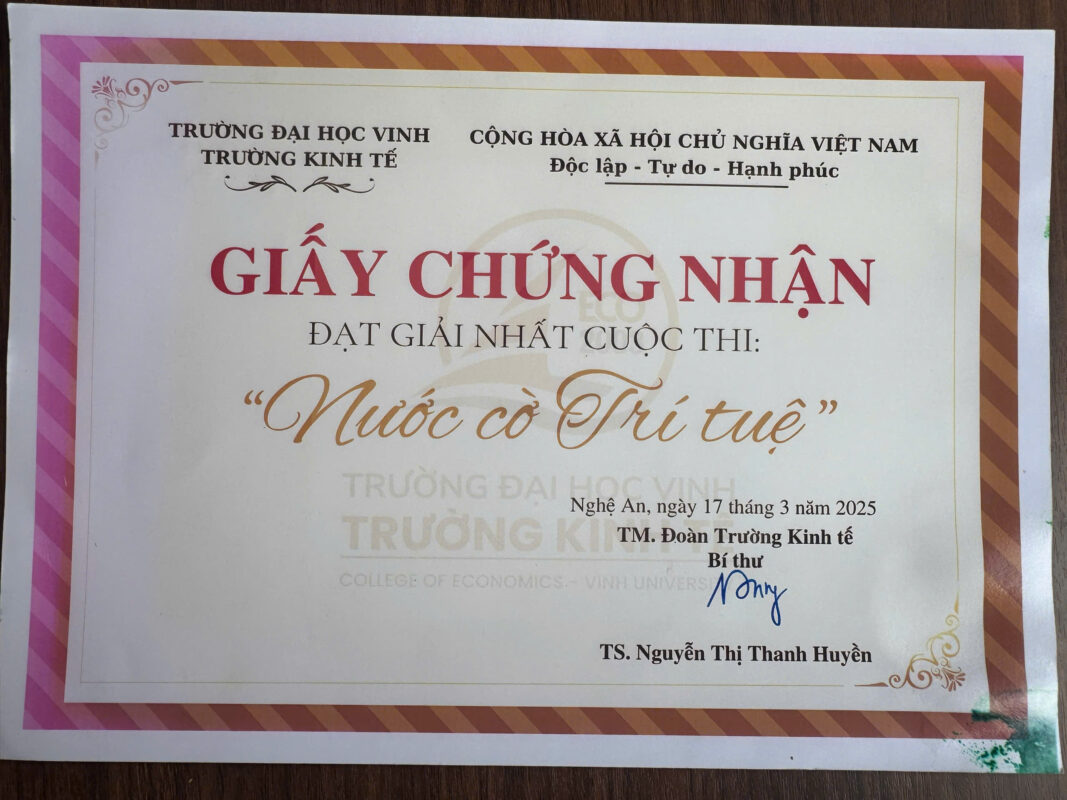 TRƯỜNG ĐẠI HỌC VINH
TRƯỜNG KINH TẾ
CỘNG HÒA XÃ HỘI CHỦ NGHĨA VIỆT NAM
Độc lập - Tự do - Hạnh phúc
GIẤY CHỨNG NHẬN
ĐẠT GIẢI NHẤT CUỘC THI:
“Nước cờ Trí tuệ”
ECO
TRƯỜNG ĐẠI HỌC VINH
TRƯỜNG KINH TẾ
COLLEGE OF ECONOMICS - VINH UNIVERSITY
Nghệ An, ngày 17 tháng 3 năm 2025
TM. Đoàn Trường Kinh tế
Bí thư
TS. Nguyễn Thị Thanh Huyền